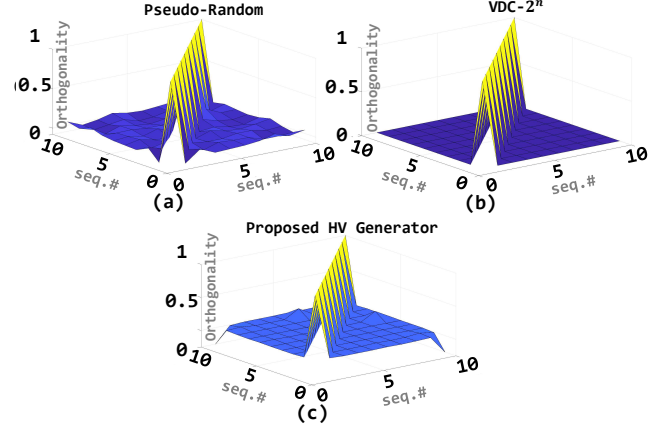 Pseudo-Random
1
0.5
0
Orthogonality
10
5
0
seq.#
0
5
10
seq.#
(a)
VDC-2ⁿ
1
0.5
0
Orthogonality
10
5
0
seq.#
0
5
10
seq.#
(b)
Proposed HV Generator
1
0.5
0
Orthogonality
10
5
0
seq.#
0
5
10
seq.#
(c)